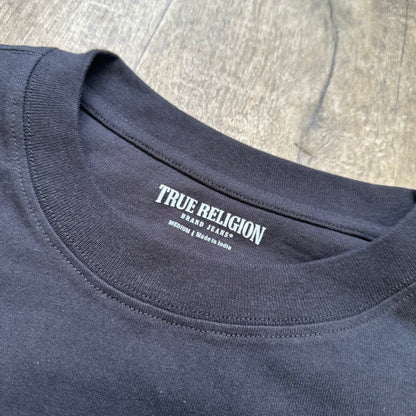 TRUE RELIGION
BRAND JEANS®
MEDIUM | Made in India